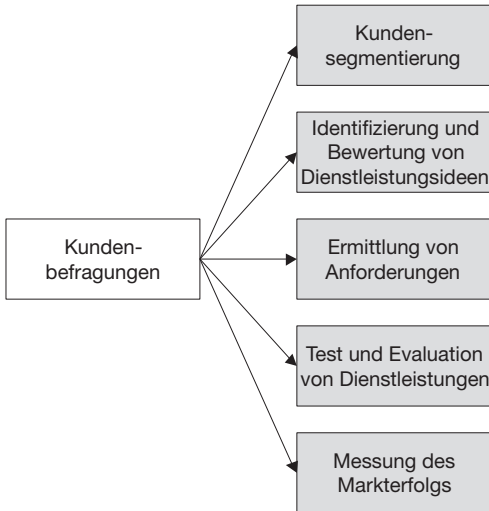 Kunden-
segmentierung
Identifizierung und
Bewertung von
Dienstleistungsideen
Kunden-
befragungen
Ermittlung von
Anforderungen
Test und Evaluation
von Dienstleistungen
Messung des
Markterfolgs